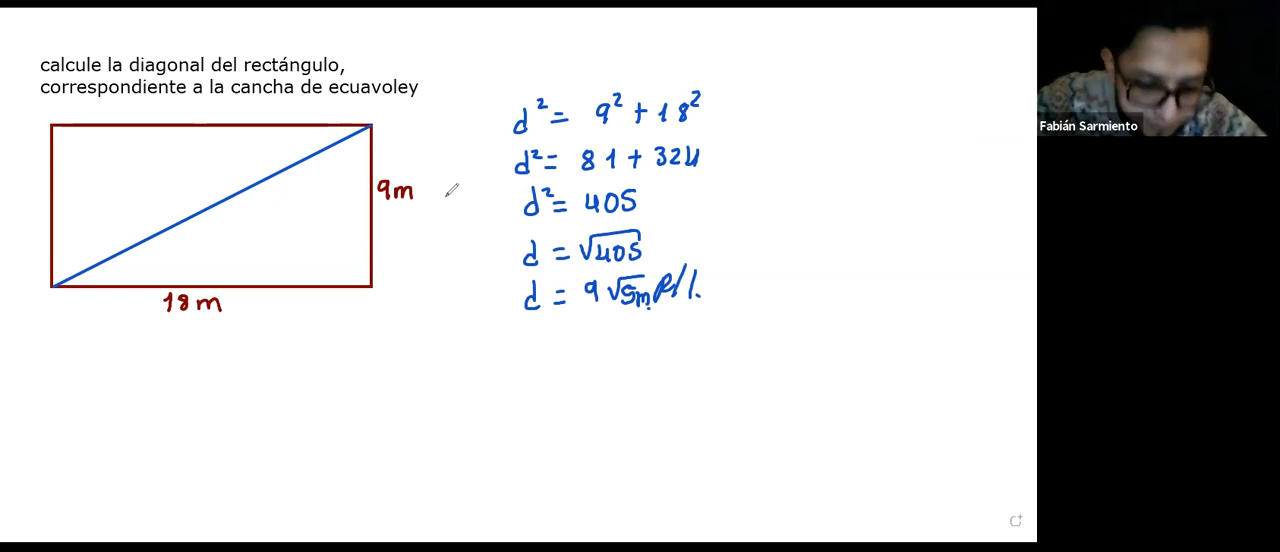 calcule la diagonal del rectángulo,
correspondiente a la cancha de ecuavoley
9m
18m
d² = 9² + 18²
d² = 81 + 324
d² = 405
d = √405
d = 9√5m R//.
Fabián Sarmiento